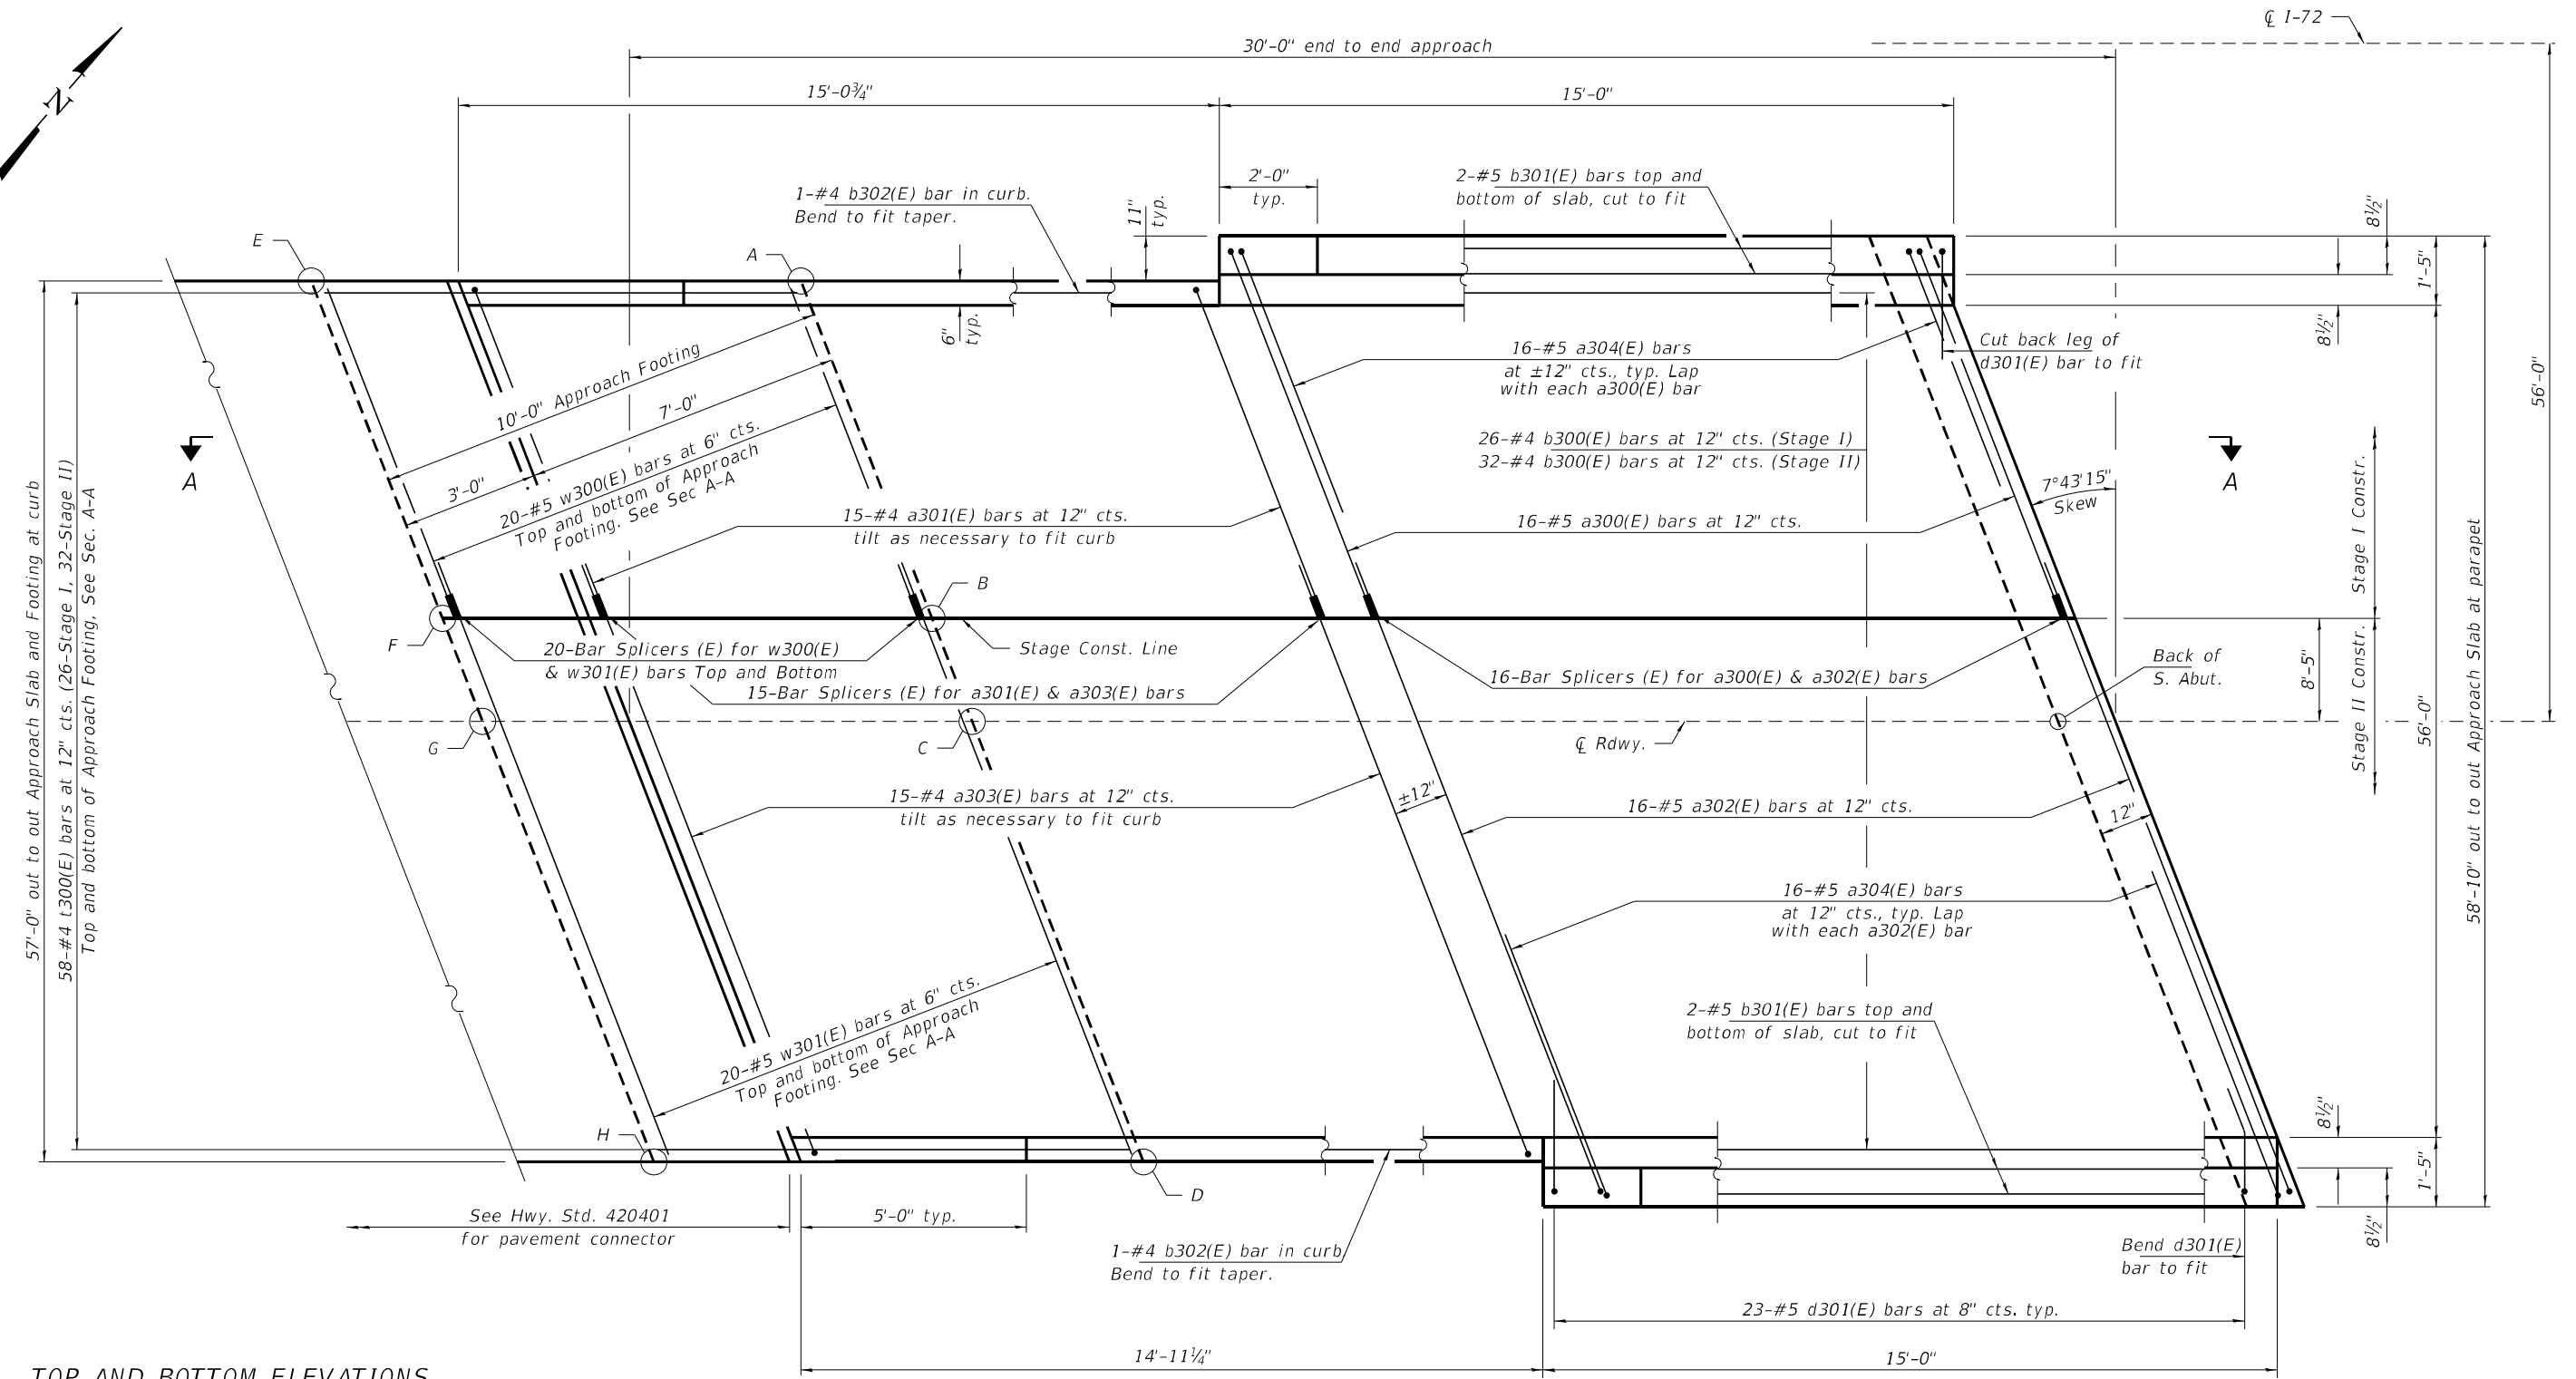 ℄ I-72
30'-0" end to end approach
15'-0¾"
15'-0"
N
2'-0"
typ.
11"
typ.
2-#5 b301(E) bars top and
bottom of slab, cut to fit
1-#4 b302(E) bar in curb.
Bend to fit taper.
8½"
1'-5"
8½"
E
A
6"
typ.
16-#5 a304(E) bars
at ±12" cts., typ. Lap
with each a300(E) bar
Cut back leg of
d301(E) bar to fit
56'-0"
10'-0" Approach Footing
7'-0"
3'-0"
20-#5 w300(E) bars at 6" cts.
Top and bottom of Approach
Footing. See Sec A-A
26-#4 b300(E) bars at 12" cts. (Stage I)
32-#4 b300(E) bars at 12" cts. (Stage II)
A
A
7°43'15"
Skew
15-#4 a301(E) bars at 12" cts.
tilt as necessary to fit curb
16-#5 a300(E) bars at 12" cts.
Stage I Constr.
Stage II Constr.
57'-0" out to out Approach Slab and Footing at curb
58-#4 t300(E) bars at 12" cts. (26-Stage I, 32-Stage II)
Top and bottom of Approach Footing, See Sec. A-A
58'-10" out to out Approach Slab at parapet
56'-0"
B
F
20-Bar Splicers (E) for w300(E)
& w301(E) bars Top and Bottom
Stage Const. Line
15-Bar Splicers (E) for a301(E) & a303(E) bars
16-Bar Splicers (E) for a300(E) & a302(E) bars
Back of
S. Abut.
8'-5"
G
C
℄ Rdwy.
15-#4 a303(E) bars at 12" cts.
tilt as necessary to fit curb
±12"
16-#5 a302(E) bars at 12" cts.
12"
16-#5 a304(E) bars
at 12" cts., typ. Lap
with each a302(E) bar
20-#5 w301(E) bars at 6" cts.
Top and bottom of Approach
Footing. See Sec A-A
2-#5 b301(E) bars top and
bottom of slab, cut to fit
8½"
1'-5"
8½"
H
D
See Hwy. Std. 420401
for pavement connector
5'-0" typ.
1-#4 b302(E) bar in curb
Bend to fit taper.
Bend d301(E)
bar to fit
23-#5 d301(E) bars at 8" cts. typ.
14'-11¼"
15'-0"
TOP AND BOTTOM ELEVATIONS